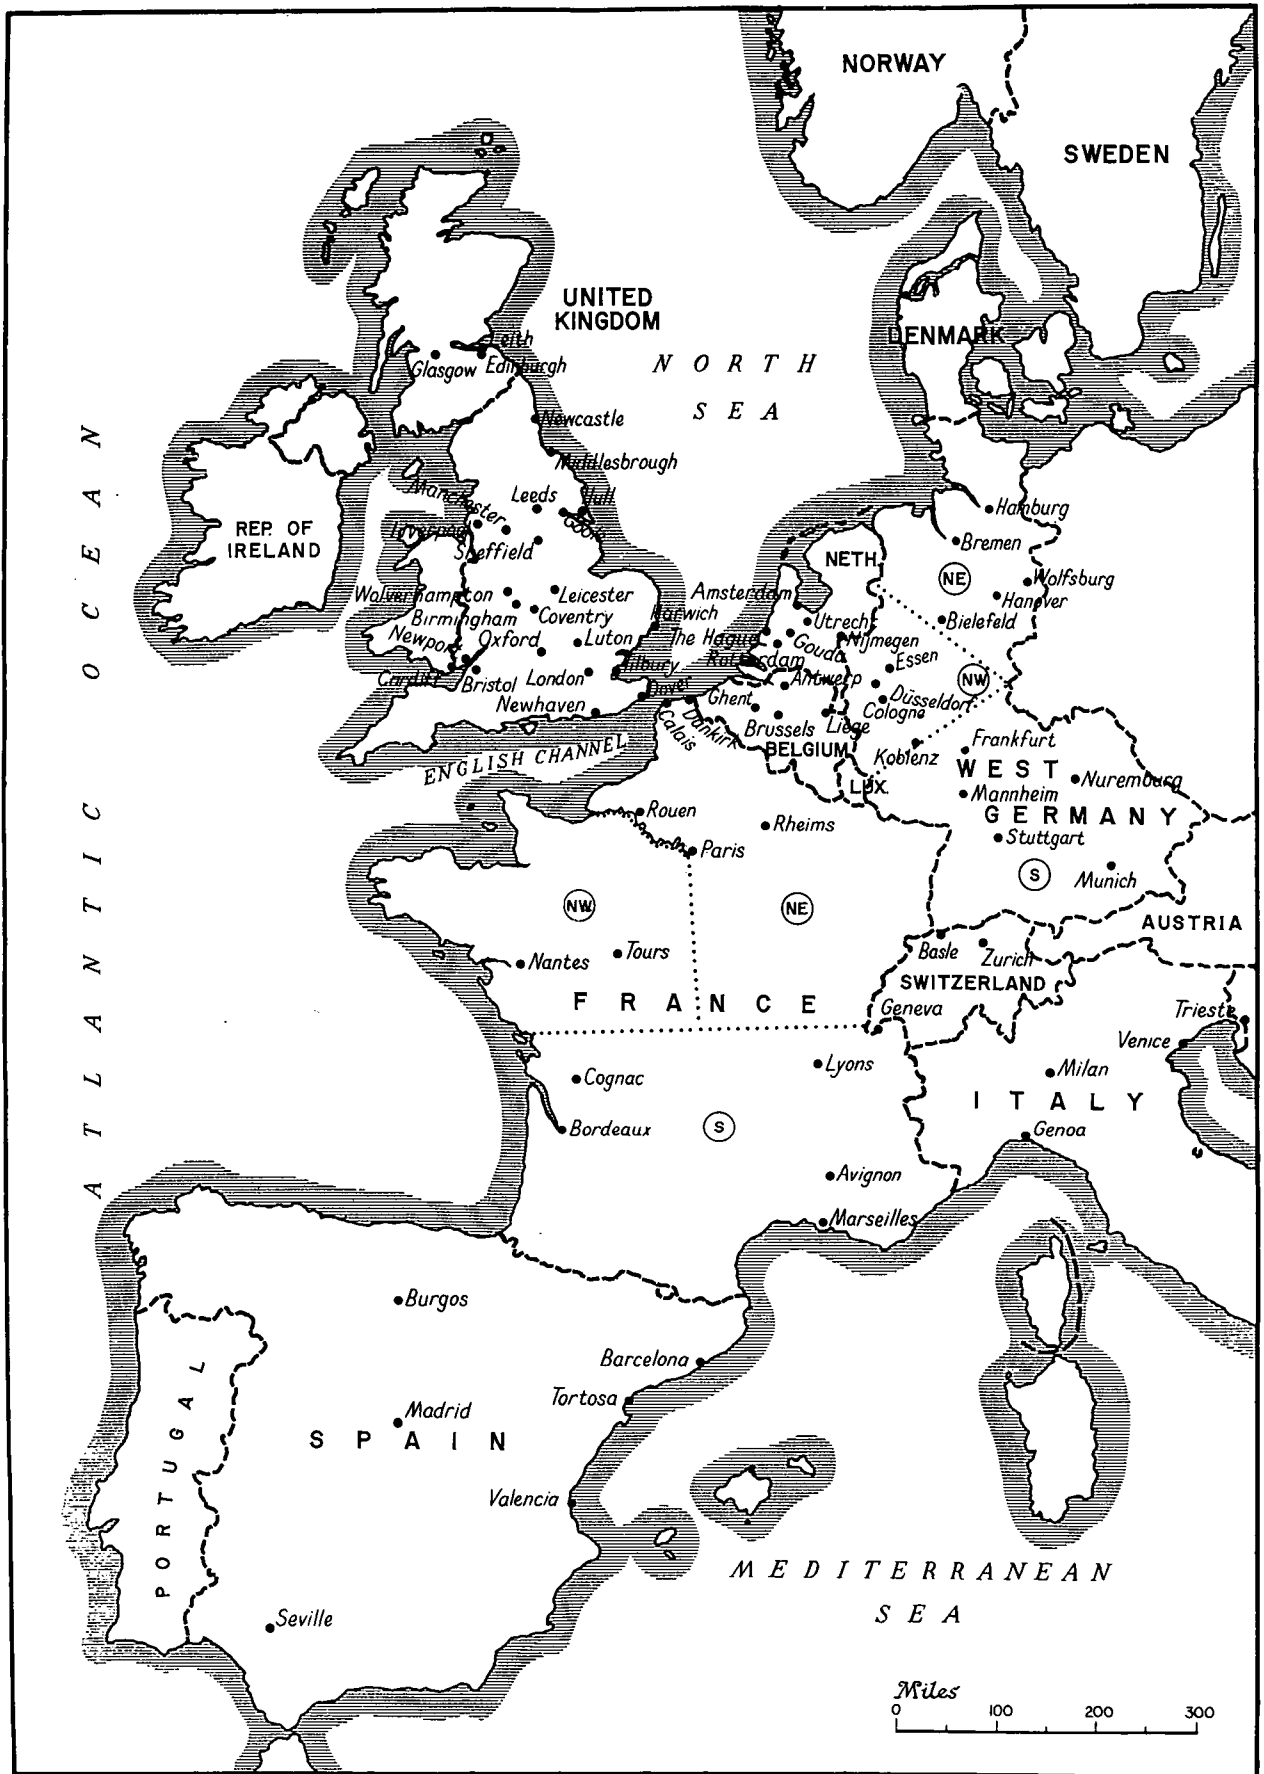 NORWAY
SWEDEN
UNITED
KINGDOM
DENMARK
Leith
Glasgow
Edinburgh
NORTH
SEA
Newcastle
Middlesbrough
Manchester
Leeds
Hull
Goole
Liverpool
Sheffield
REP. OF
IRELAND
Hamburg
Bremen
NETH.
NE
Wolfsburg
Hanover
Bielefeld
Wolverhampton
Leicester
Birmingham
Coventry
Amsterdam
Harwich
Utrecht
Newport
Oxford
Luton
The Hague
Gouda
Nijmegen
Rotterdam
Essen
Tilbury
Cardiff
Bristol
London
Antwerp
NW
Dover
Ghent
Düsseldorf
Cologne
Newhaven
Calais
Dunkirk
Brussels
Liege
BELGIUM
Koblenz
Frankfurt
ENGLISH CHANNEL
WEST
LUX.
Nuremburg
Mannheim
GERMANY
Rouen
Rheims
Stuttgart
Paris
S
Munich
NW
NE
AUSTRIA
Basle
Zurich
Nantes
Tours
SWITZERLAND
FRANCE
Geneva
Trieste
Venice
Lyons
Milan
Cognac
ITALY
Bordeaux
S
Genoa
Avignon
Marseilles
ATLANTIC OCEAN
Burgos
Barcelona
Tortosa
Madrid
SPAIN
PORTUGAL
Valencia
MEDITERRANEAN
SEA
Seville
Miles
0 100 200 300